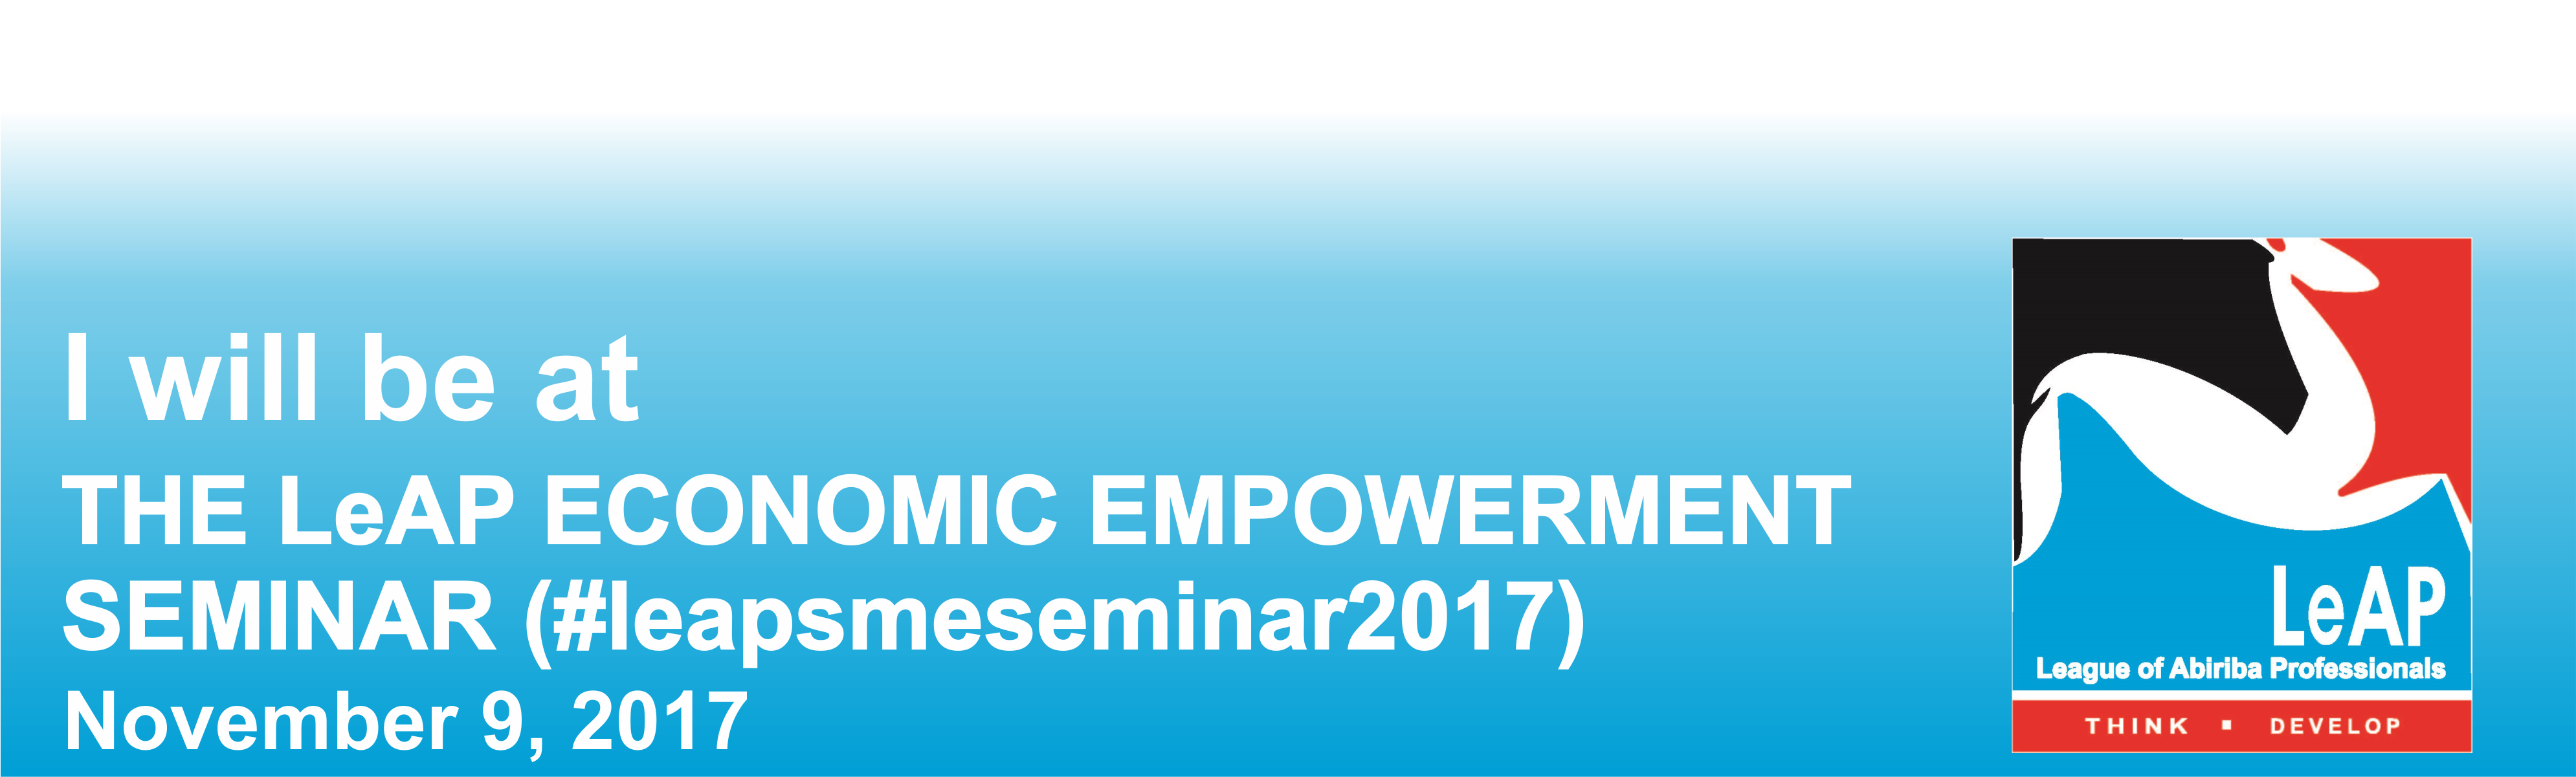 I will be at
THE LeAP ECONOMIC EMPOWERMENT
SEMINAR (#leapsmeseminar2017)
November 9, 2017
LeAP
League of Abiriba Professionals
THINK ▪ DEVELOP